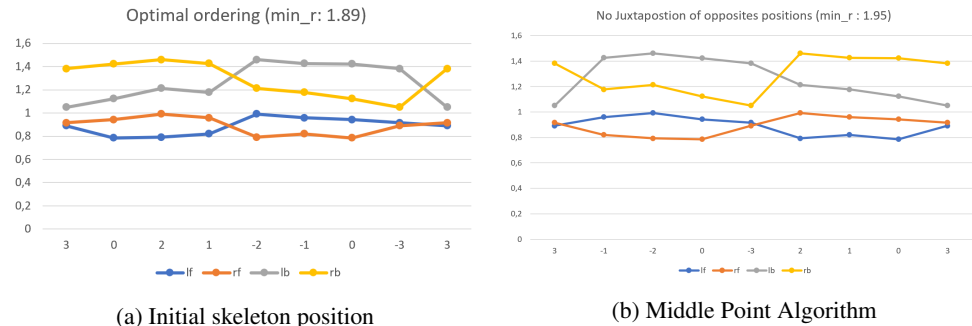 Optimal ordering (min_r: 1.89)
1,6
1,4
1,2
1
0,8
0,6
0,4
0,2
0
3 0 2 1 -2 -1 0 -3 3
lf rf lb rb
(a) Initial skeleton position
No Juxtapostion of opposites positions (min_r : 1.95)
1,6
1,4
1,2
1
0,8
0,6
0,4
0,2
0
3 -1 -2 0 -3 2 1 0 3
lf rf lb rb
(b) Middle Point Algorithm